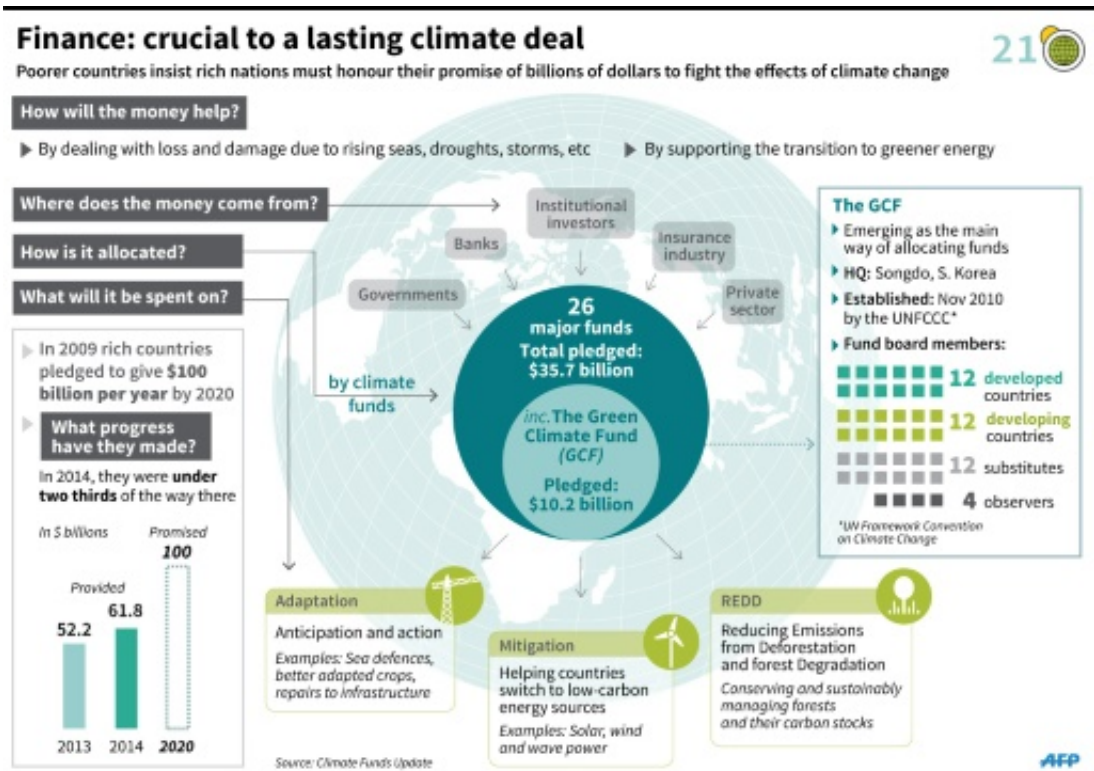 Finance: crucial to a lasting climate deal
21
Poorer countries insist rich nations must honour their promise of billions of dollars to fight the effects of climate change
How will the money help?
By dealing with loss and damage due to rising seas, droughts, storms, etc
By supporting the transition to greener energy
Where does the money come from?
Institutional
investors
Banks
Insurance
industry
Governments
Private
sector
How is it allocated?
by climate
funds
What will it be spent on?
26
major funds
Total pledged:
$35.7 billion
inc. The Green
Climate Fund
(GCF)
Pledged:
$10.2 billion
The GCF
Emerging as the main
way of allocating funds
HQ: Songdo, S. Korea
Established: Nov 2010
by the UNFCCC*
Fund board members:
12 developed
countries
12 developing
countries
12 substitutes
4 observers
*UN Framework Convention
on Climate Change
In 2009 rich countries
pledged to give $100
billion per year by 2020
What progress
have they made?
In 2014, they were under
two thirds of the way there
In $ billions
Promised
100
Provided
61.8
52.2
2013 2014 2020
Adaptation
Anticipation and action
Examples: Sea defences,
better adapted crops,
repairs to infrastructure
Mitigation
Helping countries
switch to low-carbon
energy sources
Examples: Solar, wind
and wave power
REDD
Reducing Emissions
from Deforestation
and forest Degradation
Conserving and sustainably
managing forests
and their carbon stocks
Source: Climate Funds Update
AFP